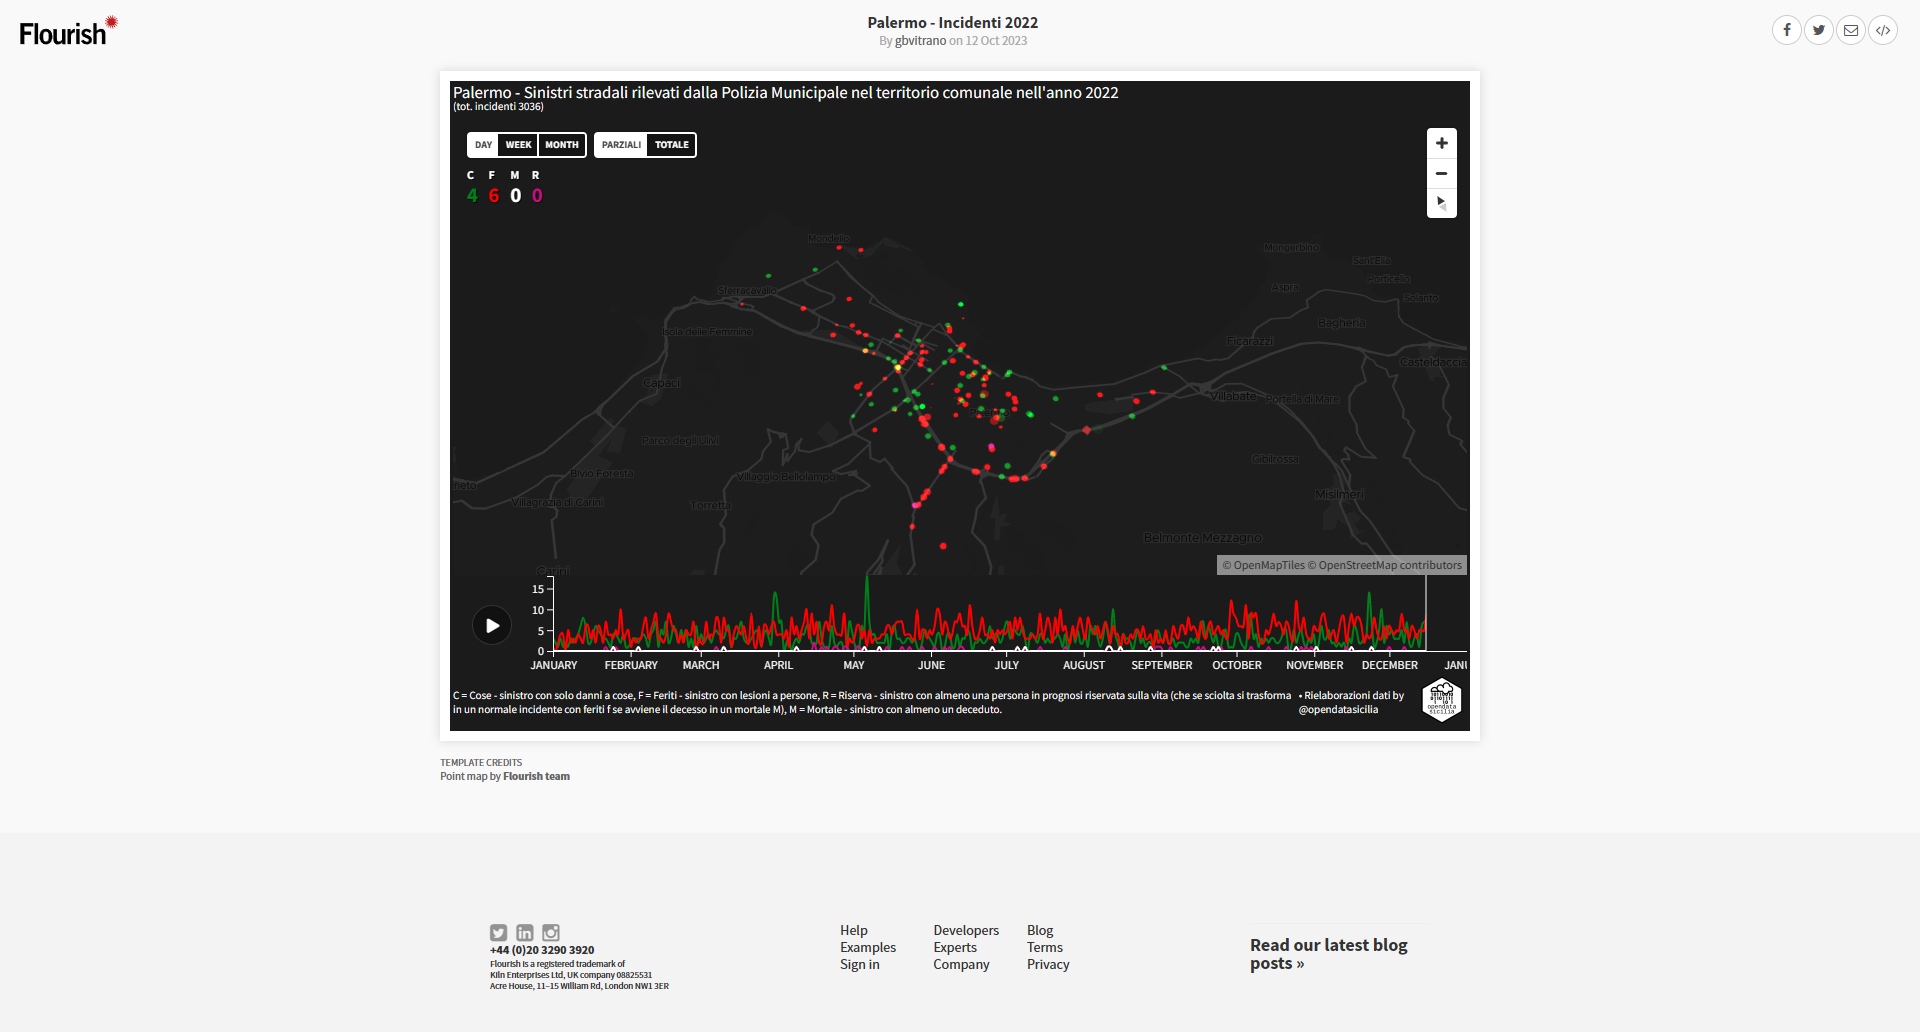 Flourish
Palermo - Incidenti 2022
By gbvitrano on 12 Oct 2023
Palermo - Sinistri stradali rilevati dalla Polizia Municipale nel territorio comunale nell'anno 2022
(tot. incidenti 3036)
DAY WEEK MONTH PARZIALI TOTALE
C F M R
4 6 0 0
Mondello
Mungerbino
Sant'Elia
Porticello
Solanto
Aspra
Sferracavallo
Isola delle Femmine
Bagheria
Ficarazzi
Casteldaccia
Capaci
Villabate
Portella di Mare
Parco degli Ulivi
Gibilrossa
Bivio Foresta
Villaggio Bellolampo
Misilmeri
Villagrazia di Carini
Torretta
Belmonte Mezzagno
Carini
© OpenMapTiles © OpenStreetMap contributors
15
10
5
0
JANUARY FEBRUARY MARCH APRIL MAY JUNE JULY AUGUST SEPTEMBER OCTOBER NOVEMBER DECEMBER JANU
C = Cose - sinistro con solo danni a cose, F = Feriti - sinistro con lesioni a persone, R = Riserva - sinistro con almeno una persona in prognosi riservata sulla vita (che se sciolta si trasforma
in un normale incidente con feriti f se avviene il decesso in un mortale M), M = Mortale - sinistro con almeno un deceduto.
• Rielaborazioni dati by
@opendatasicilia
opendata
sicilia
TEMPLATE CREDITS
Point map by Flourish team
+44 (0)20 3290 3920
Flourish is a registered trademark of
Kiln Enterprises Ltd, UK company 08825531
Acre House, 11–15 William Rd, London NW1 3ER
Help
Examples
Sign in
Developers
Experts
Company
Blog
Terms
Privacy
Read our latest blog
posts »